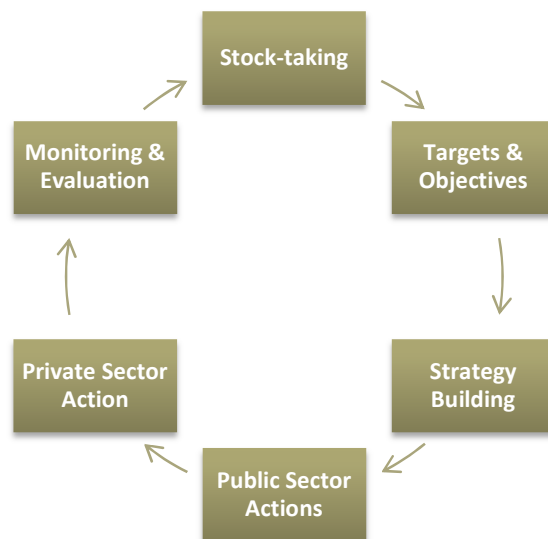 Stock-taking
Targets &
Objectives
Strategy
Building
Public Sector
Actions
Private Sector
Action
Monitoring &
Evaluation